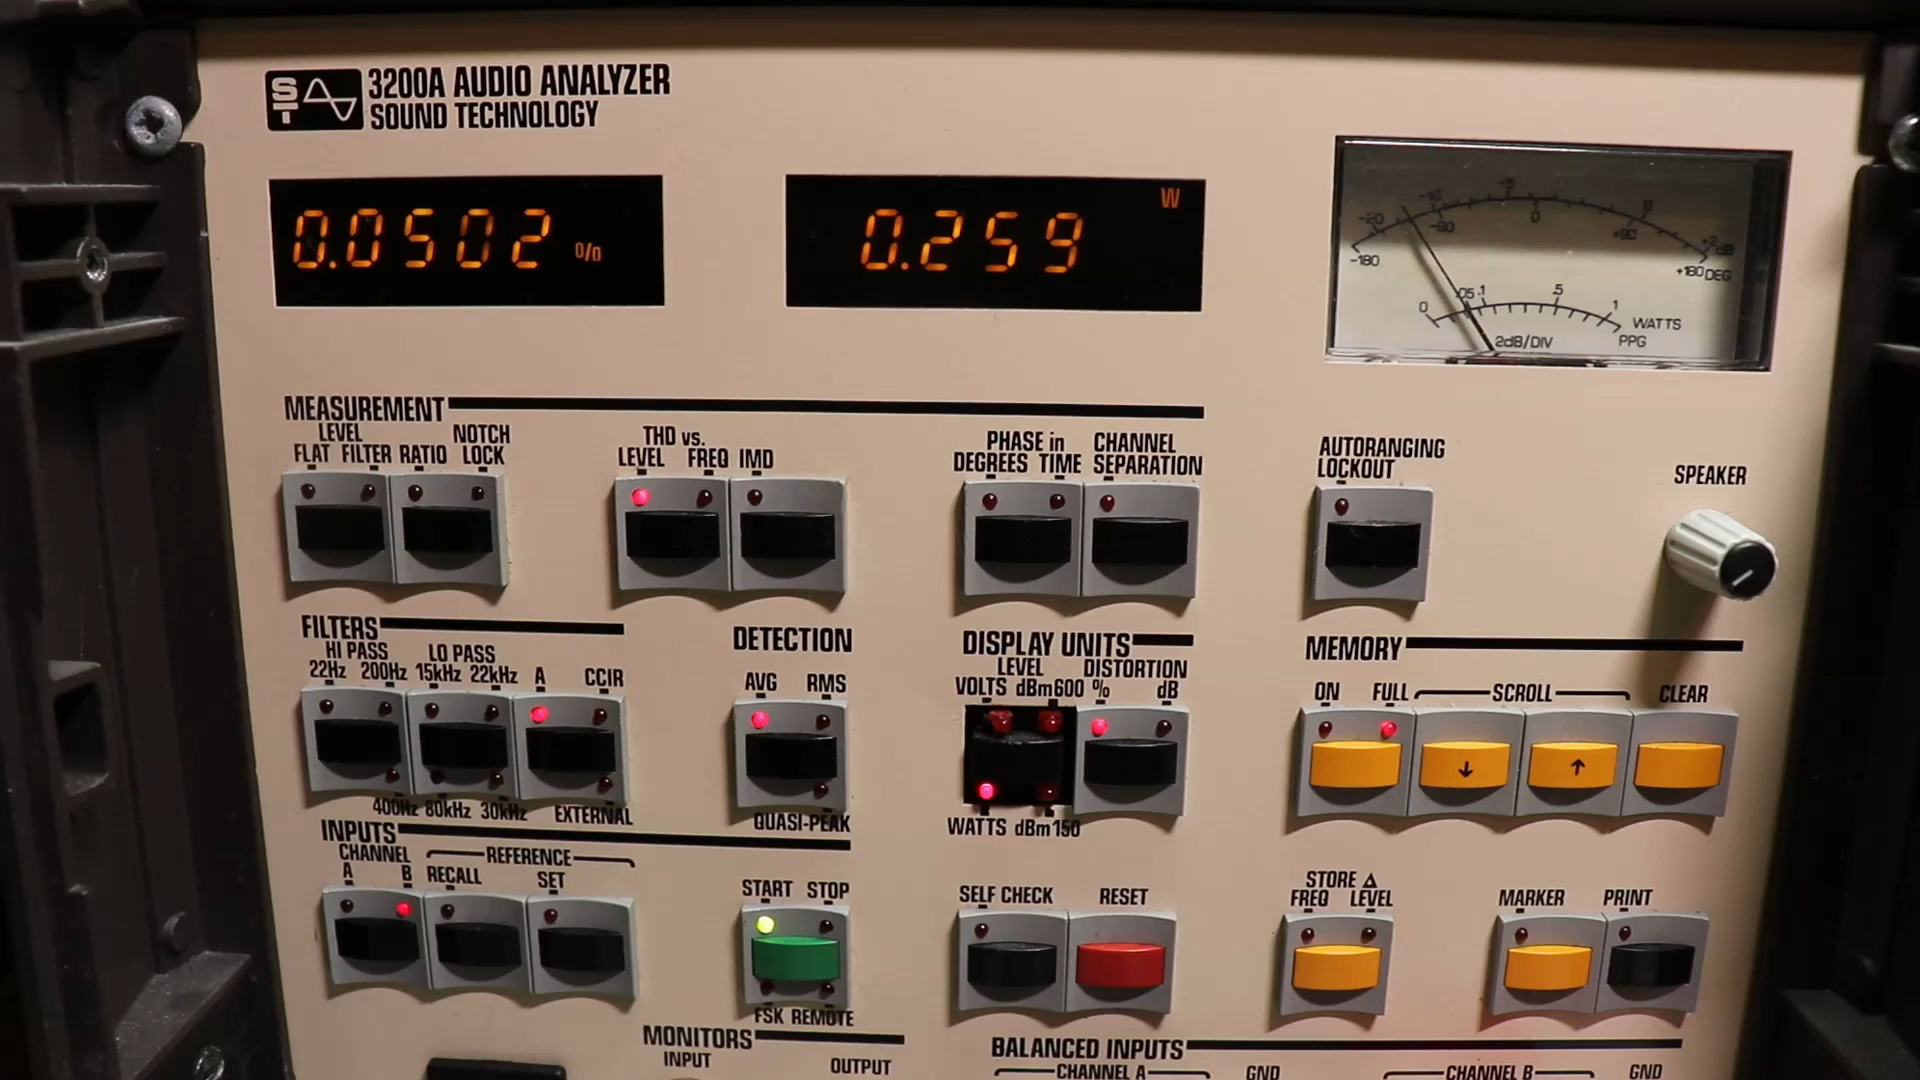 ST 3200A AUDIO ANALYZER
SOUND TECHNOLOGY
0.0502 %
0.259 W
-20 -10 -5 0 10 +2 dB
-180 -90 0 +90 +180 DEG
0 .05 .1 .5 1 WATTS
2dB/DIV PPG
MEASUREMENT
LEVEL
FLAT FILTER RATIO NOTCH LOCK
THD vs.
LEVEL FREQ IMD
PHASE in
DEGREES TIME
CHANNEL
SEPARATION
AUTORANGING
LOCKOUT
SPEAKER
FILTERS
HI PASS LO PASS
22Hz 200Hz 15kHz 22kHz A CCIR
400Hz 80kHz 30kHz EXTERNAL
DETECTION
AVG RMS
QUASI-PEAK
DISPLAY UNITS
LEVEL DISTORTION
VOLTS dBm600 % dB
WATTS dBm150
MEMORY
ON FULL SCROLL CLEAR
↓ ↑
INPUTS
CHANNEL REFERENCE
A B RECALL SET
START STOP
FSK REMOTE
SELF CHECK RESET
STORE Δ
FREQ LEVEL
MARKER PRINT
MONITORS
INPUT OUTPUT
BALANCED INPUTS
CHANNEL A GND CHANNEL B GND